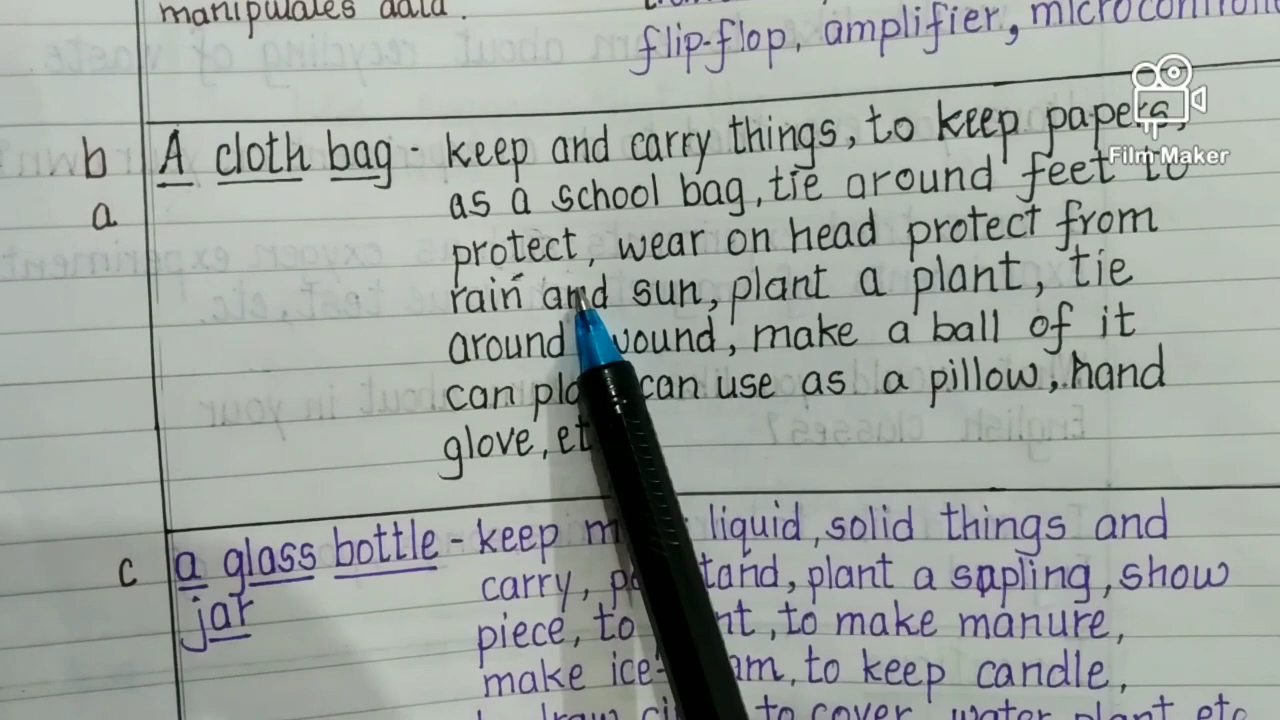 manipulates data.
flip-flop, amplifier,
b A cloth bag - keep and carry things, to keep papers,
a as a school bag, tie around feet to
protect, wear on head protect from
rain and sun, plant a plant, tie
around wound, make a ball of it
can can use as a pillow, hand
glove,
c a glass bottle - keep liquid, solid things and
jar carry, plant a sapling, show
piece, to , to make manure,
make to keep candle,
to cover, water plant etc
Film Maker